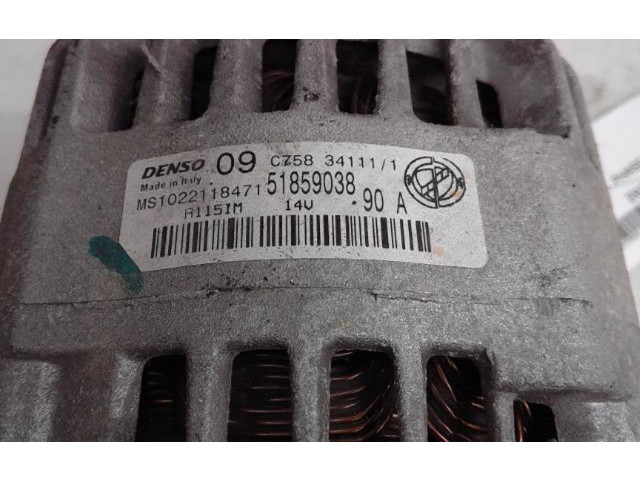 DENSO 09 CZ58 34111/1
Made in Italy
MS1022118471 51859038
A115IM 14V 90 A